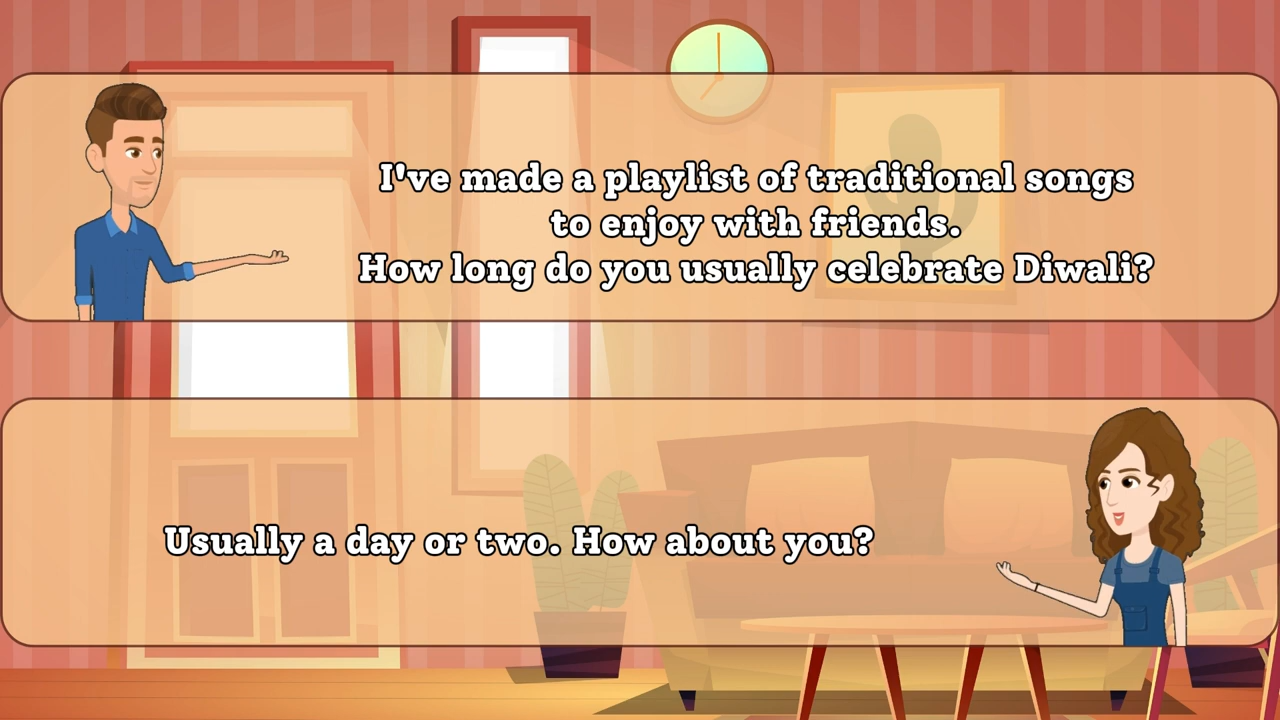 I've made a playlist of traditional songs
to enjoy with friends.
How long do you usually celebrate Diwali?
Usually a day or two. How about you?